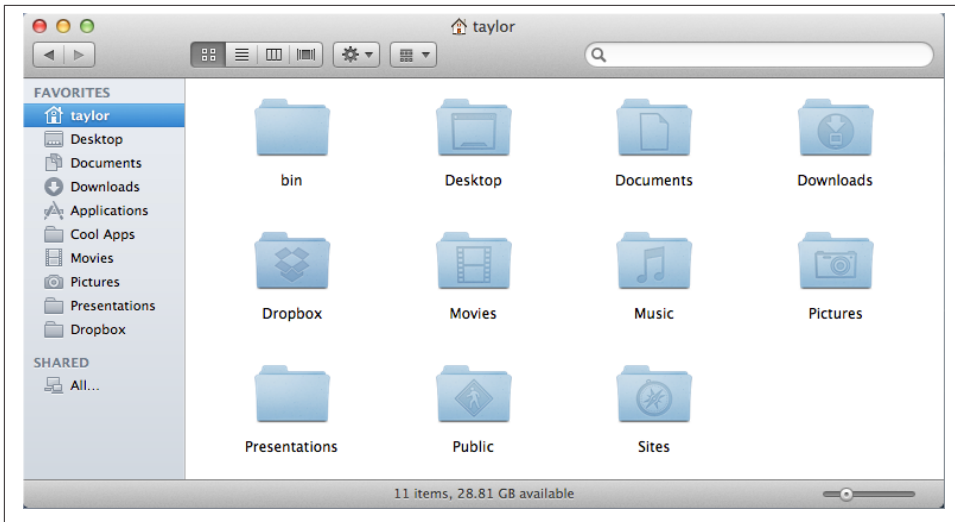 taylor
FAVORITES
taylor
Desktop
Documents
Downloads
Applications
Cool Apps
Movies
Pictures
Presentations
Dropbox
SHARED
All...
bin
Desktop
Documents
Downloads
Dropbox
Movies
Music
Pictures
Presentations
Public
Sites
11 items, 28.81 GB available